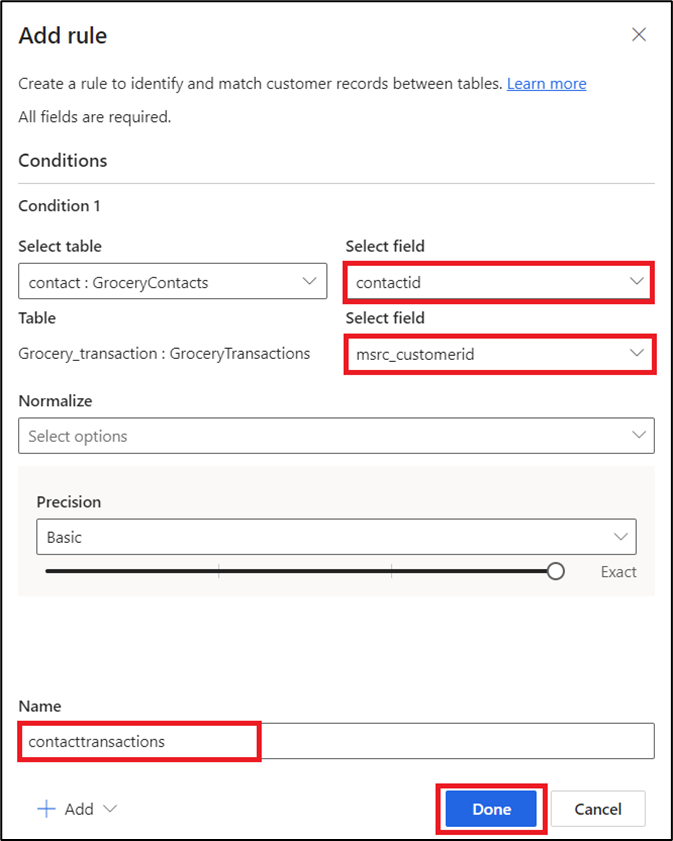 Add rule
Create a rule to identify and match customer records between tables. Learn more
All fields are required.
Conditions
Condition 1
Select table
Select field
contact : GroceryContacts
contactid
Table
Select field
Grocery_transaction : GroceryTransactions
msrc_customerid
Normalize
Select options
Precision
Basic
Exact
Name
contacttransactions
Add
Done
Cancel